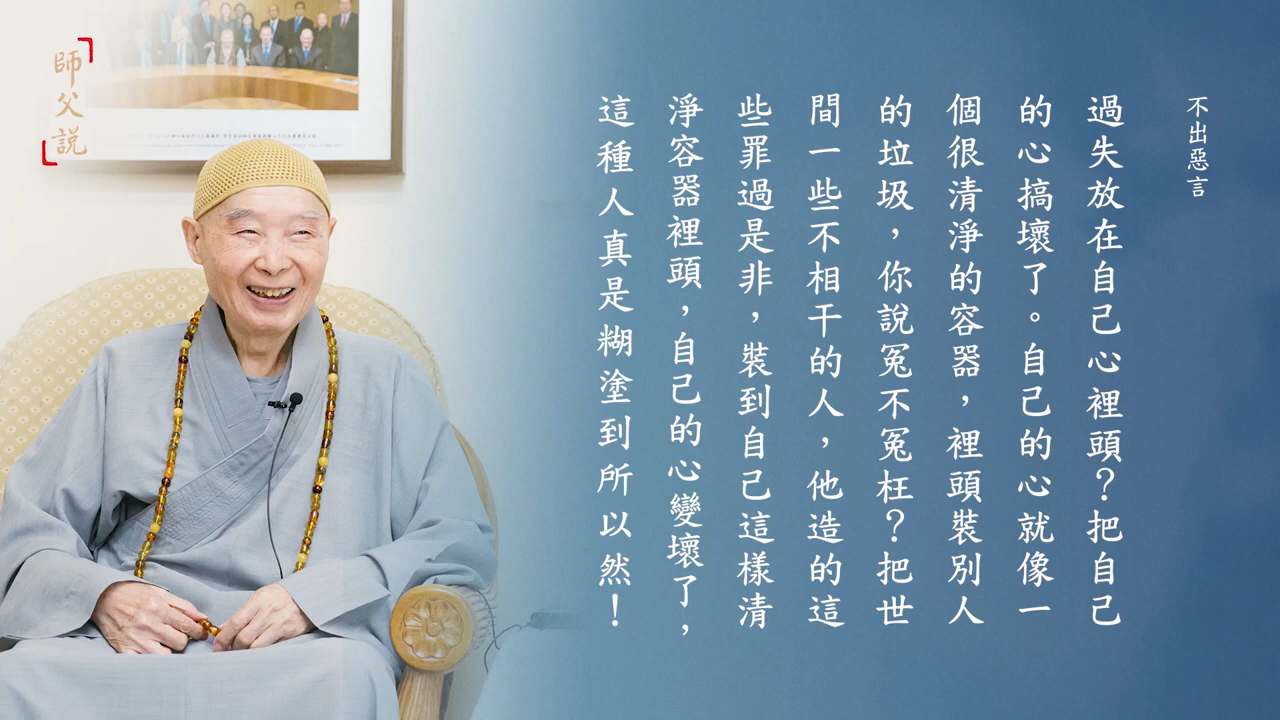 師父說
不出惡言
過失放在自己心裡頭？把自己
的心搞壞了。自己的心就像一
個很清淨的容器，裡頭裝別人
的垃圾，你說冤不冤枉？把世
間一些不相干的人，他造的這
些罪過是非，裝到自己這樣清
淨容器裡頭，自己的心變壞了，
這種人真是糊塗到所以然！